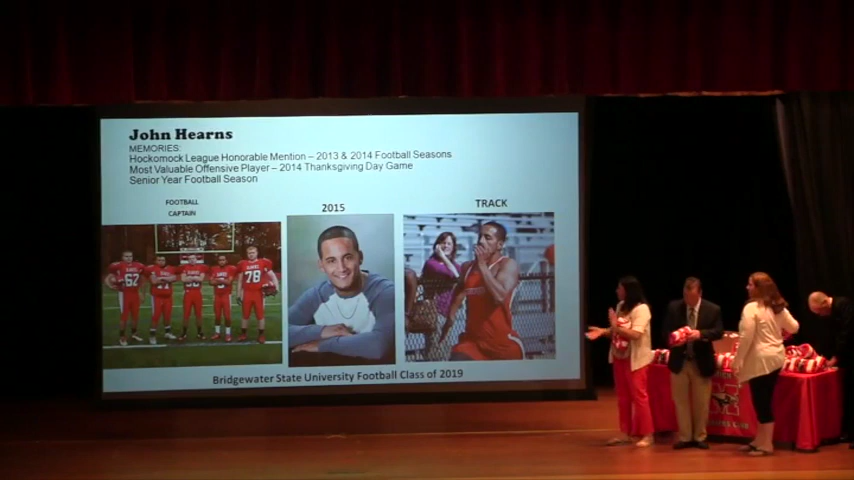 John Hearns
MEMORIES:
Hockomock League Honorable Mention – 2013 & 2014 Football Seasons
Most Valuable Offensive Player – 2014 Thanksgiving Day Game
Senior Year Football Season
FOOTBALL
CAPTAIN
2015
TRACK
62
78
Bridgewater State University Football Class of 2019